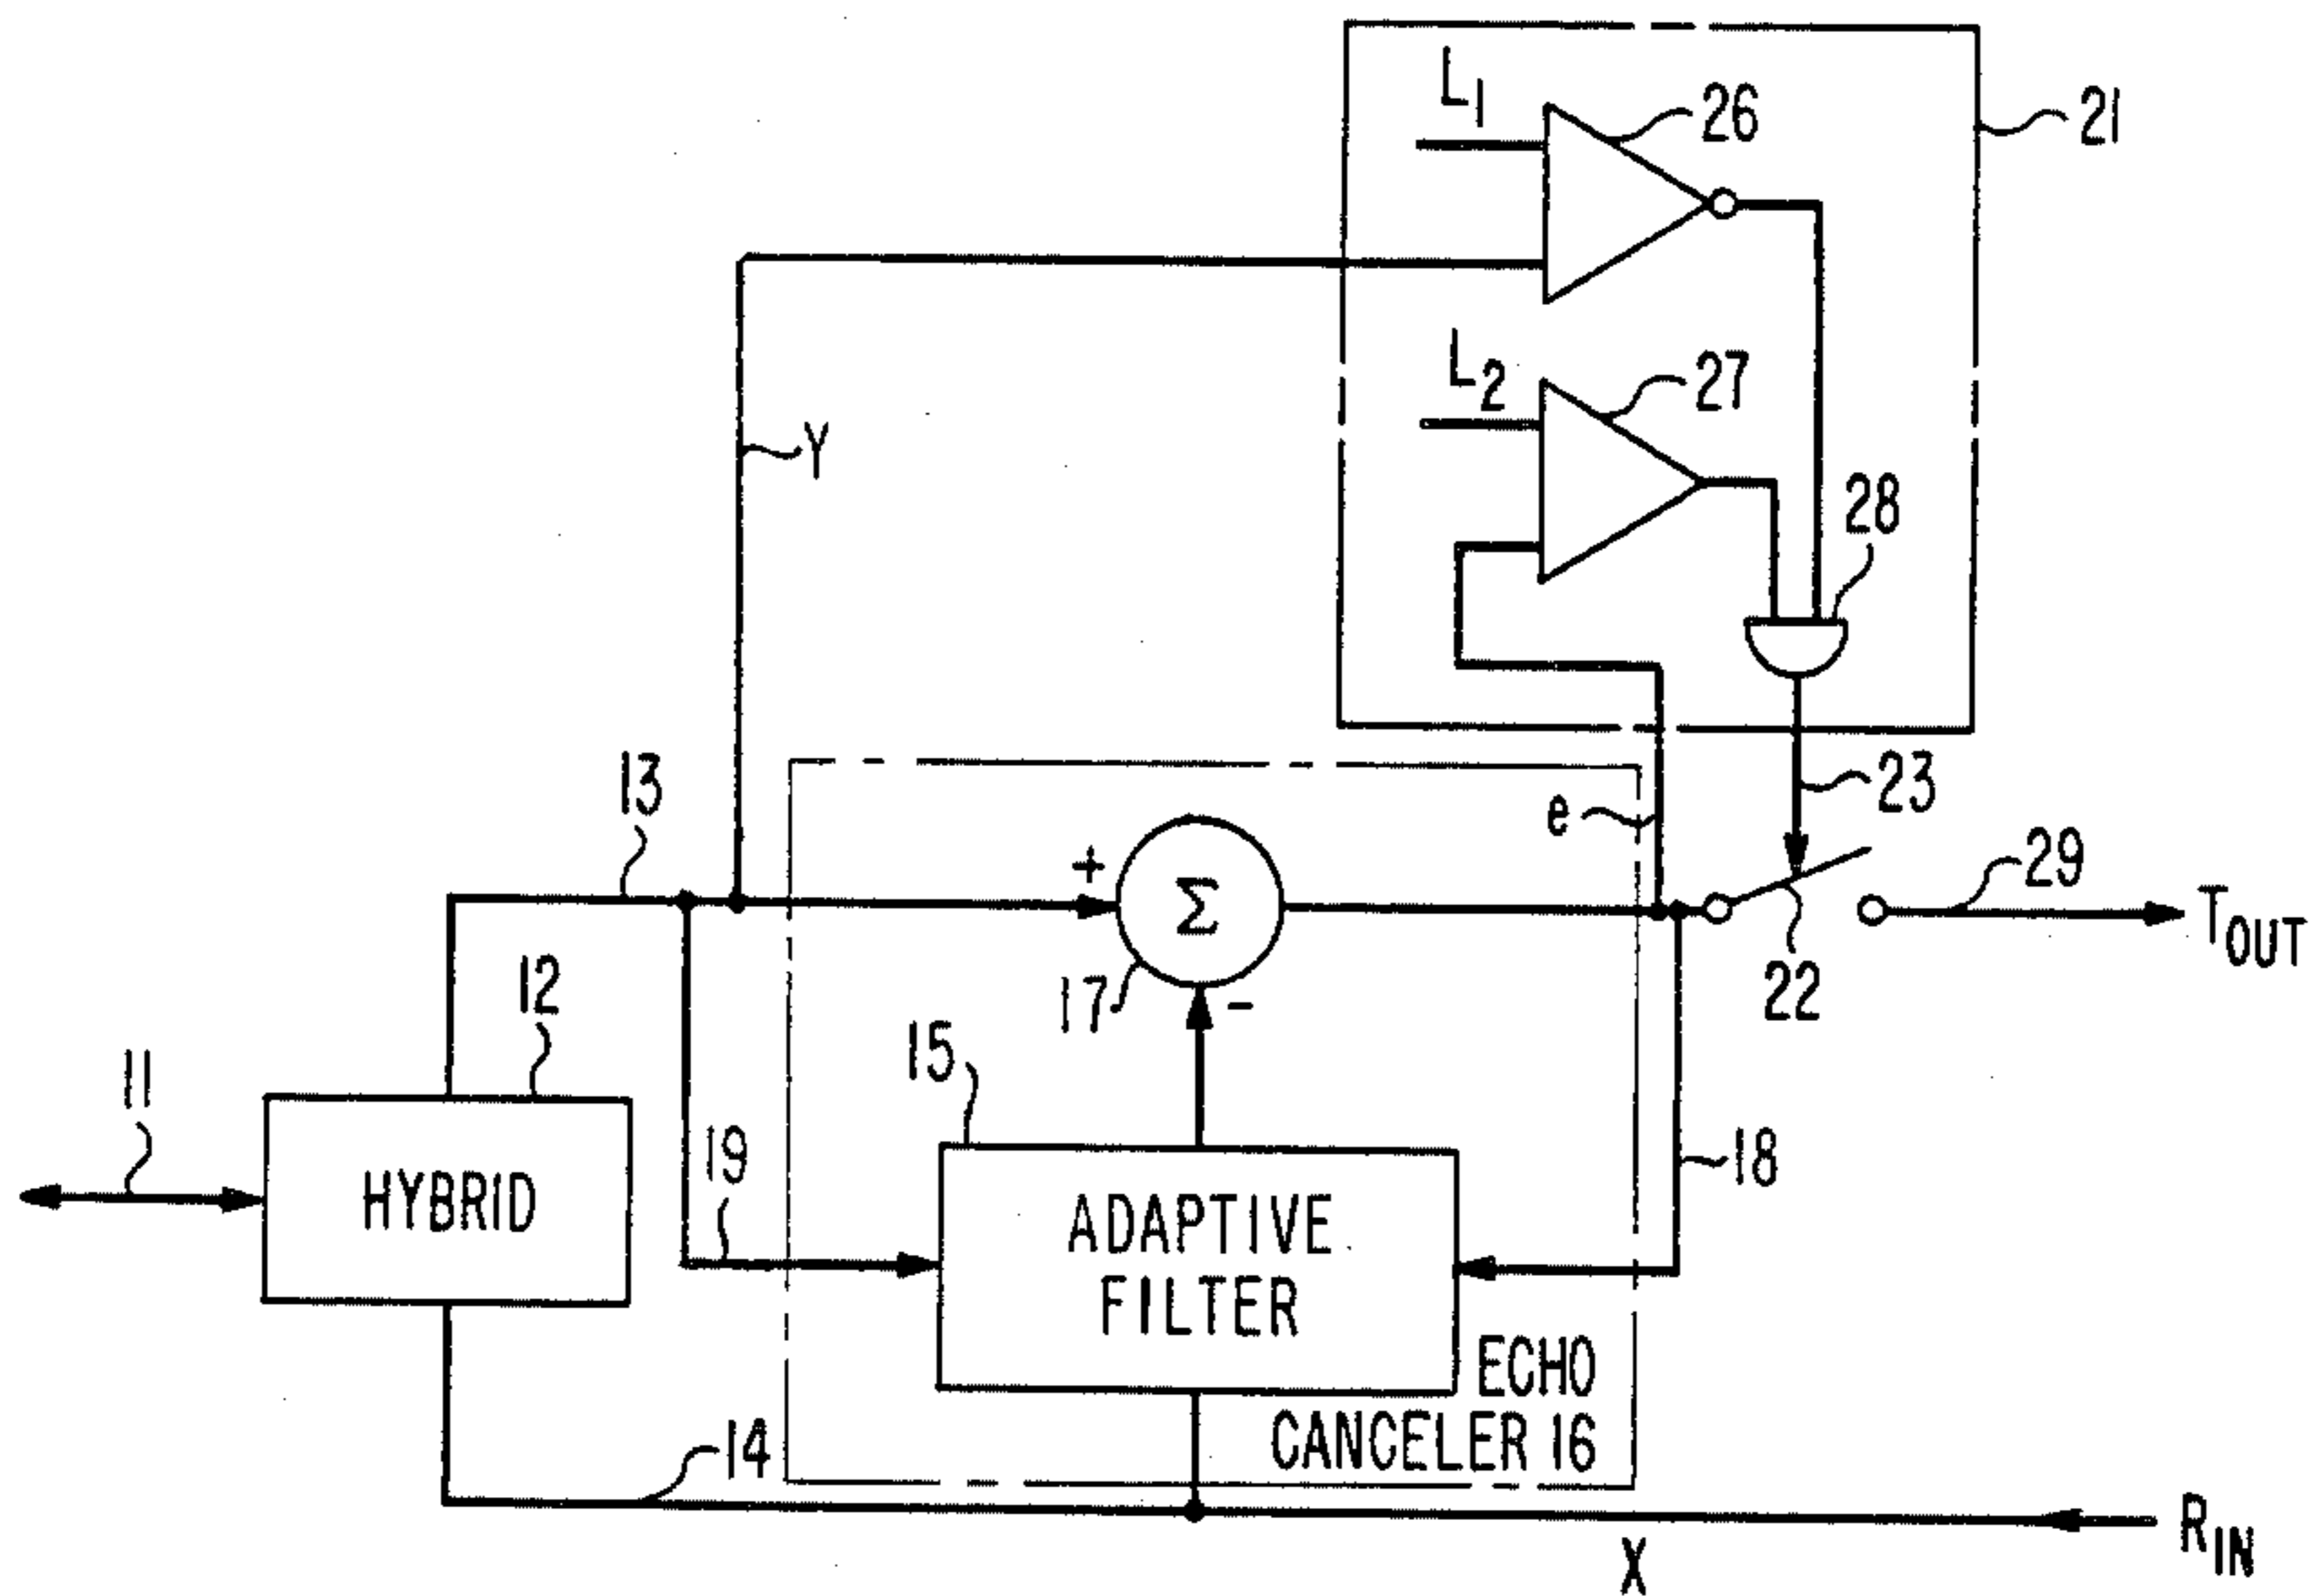 L1
26
21
L2
27
Y
28
13
e
23
+
Σ
29
TOUT
12
17
-
22
15
11
19
18
HYBRID
ADAPTIVE
FILTER
ECHO
CANCELER 16
14
X
RIN